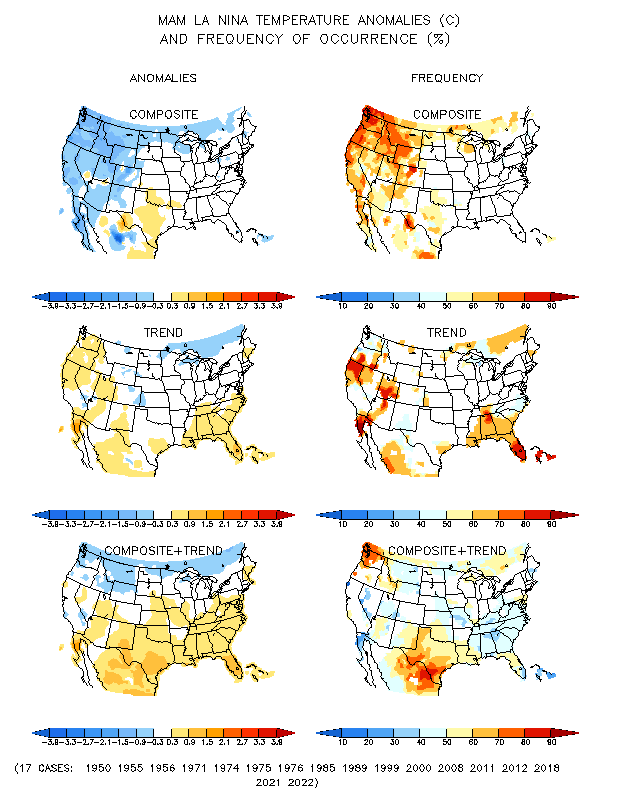 MAM LA NINA TEMPERATURE ANOMALIES (C)
AND FREQUENCY OF OCCURRENCE (%)
ANOMALIES FREQUENCY
COMPOSITE COMPOSITE
-3.9 -3.3 -2.7 -2.1 -1.5 -0.9 -0.3 0.3 0.9 1.5 2.1 2.7 3.3 3.9 10 20 30 40 50 60 70 80 90
TREND TREND
-3.9 -3.3 -2.7 -2.1 -1.5 -0.9 -0.3 0.3 0.9 1.5 2.1 2.7 3.3 3.9 10 20 30 40 50 60 70 80 90
COMPOSITE+TREND COMPOSITE+TREND
-3.9 -3.3 -2.7 -2.1 -1.5 -0.9 -0.3 0.3 0.9 1.5 2.1 2.7 3.3 3.9 10 20 30 40 50 60 70 80 90
(17 CASES: 1950 1955 1956 1971 1974 1975 1976 1985 1989 1999 2000 2008 2011 2012 2018
2021 2022)